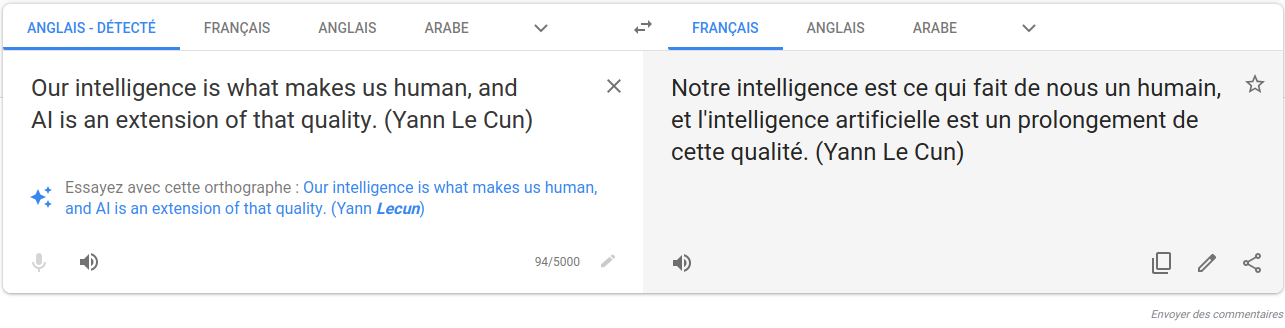 ANGLAIS - DÉTECTÉ FRANÇAIS ANGLAIS ARABE
FRANÇAIS ANGLAIS ARABE
Our intelligence is what makes us human, and
AI is an extension of that quality. (Yann Le Cun)
Essayez avec cette orthographe : Our intelligence is what makes us human,
and AI is an extension of that quality. (Yann Lecun)
94/5000
Notre intelligence est ce qui fait de nous un humain,
et l'intelligence artificielle est un prolongement de
cette qualité. (Yann Le Cun)
Envoyer des commentaires